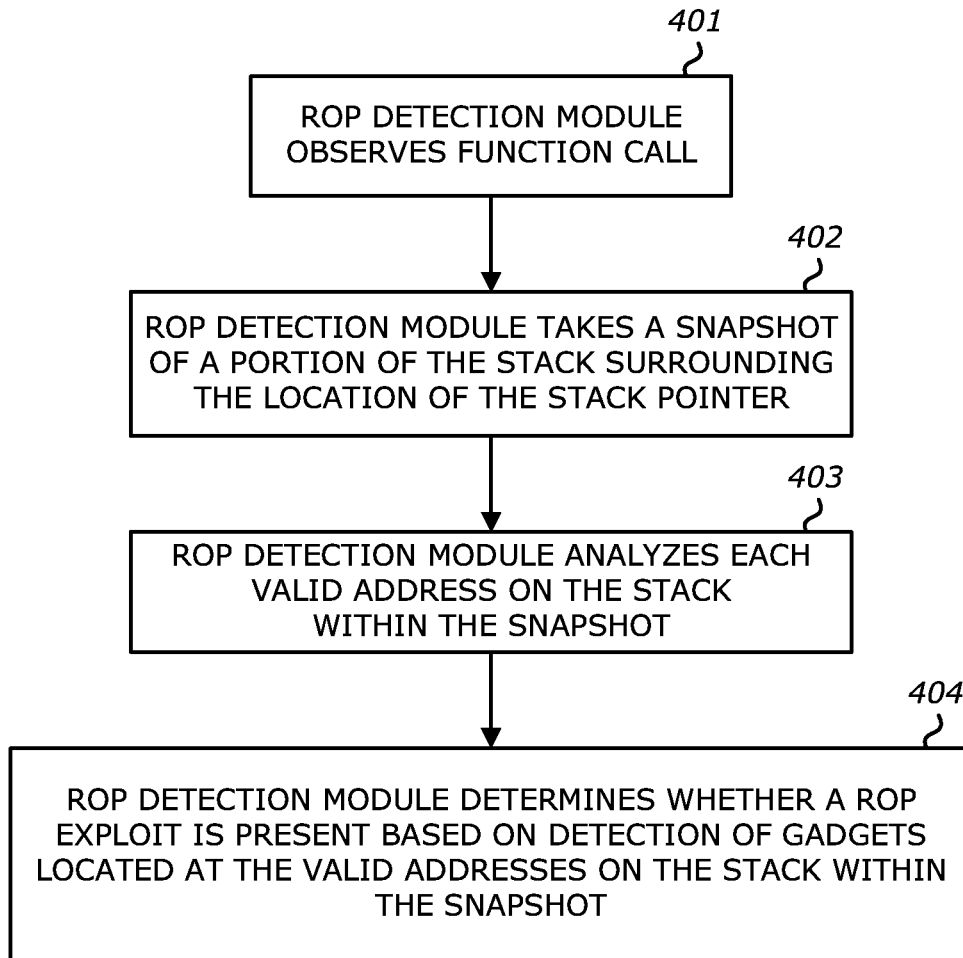 401
ROP DETECTION MODULE
OBSERVES FUNCTION CALL
402
ROP DETECTION MODULE TAKES A SNAPSHOT
OF A PORTION OF THE STACK SURROUNDING
THE LOCATION OF THE STACK POINTER
403
ROP DETECTION MODULE ANALYZES EACH
VALID ADDRESS ON THE STACK
WITHIN THE SNAPSHOT
404
ROP DETECTION MODULE DETERMINES WHETHER A ROP
EXPLOIT IS PRESENT BASED ON DETECTION OF GADGETS
LOCATED AT THE VALID ADDRESSES ON THE STACK WITHIN
THE SNAPSHOT